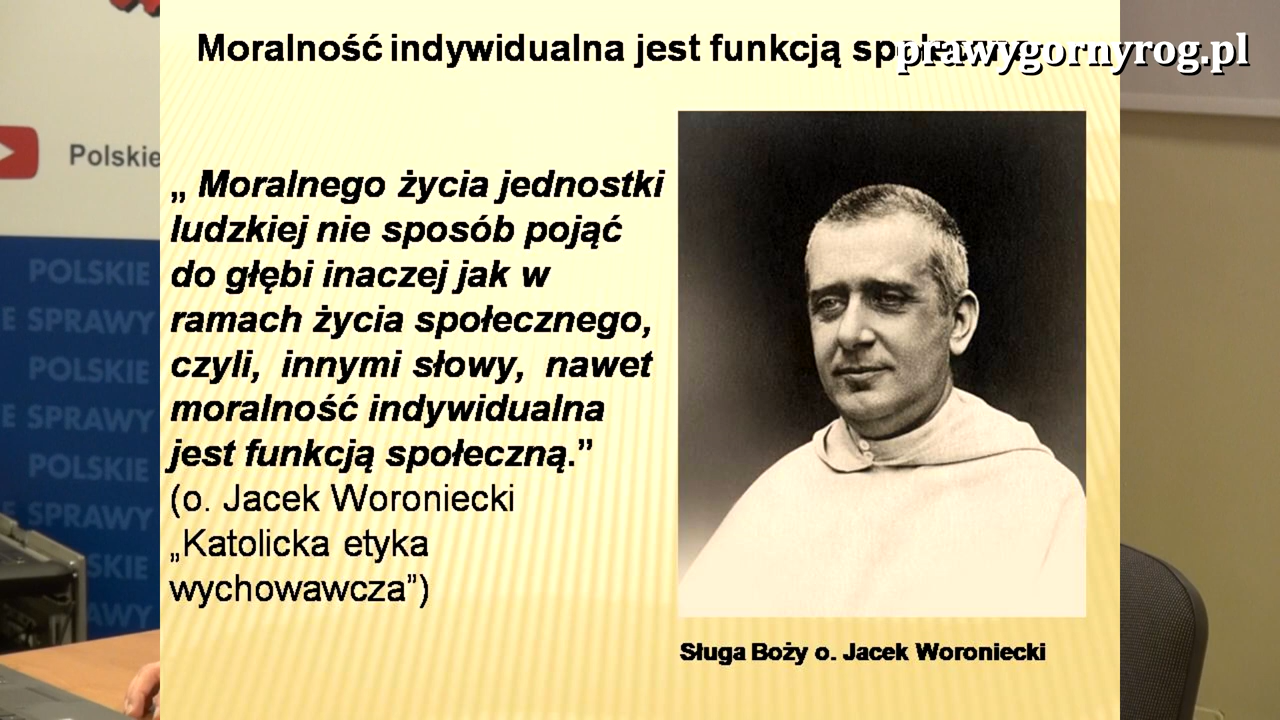 Moralność indywidualna jest funkcją
prawygornyrog.pl
Polskie
„ Moralnego życia jednostki
ludzkiej nie sposób pojąć
do głębi inaczej jak w
ramach życia społecznego,
czyli, innymi słowy, nawet
moralność indywidualna
jest funkcją społeczną.”
(o. Jacek Woroniecki
„Katolicka etyka
wychowawcza”)
Sługa Boży o. Jacek Woroniecki
POLSKIE
E SPRAWY
POLSKIE
E SPRAWY
POLSKIE
E SPRAWY
SKIE
AWY